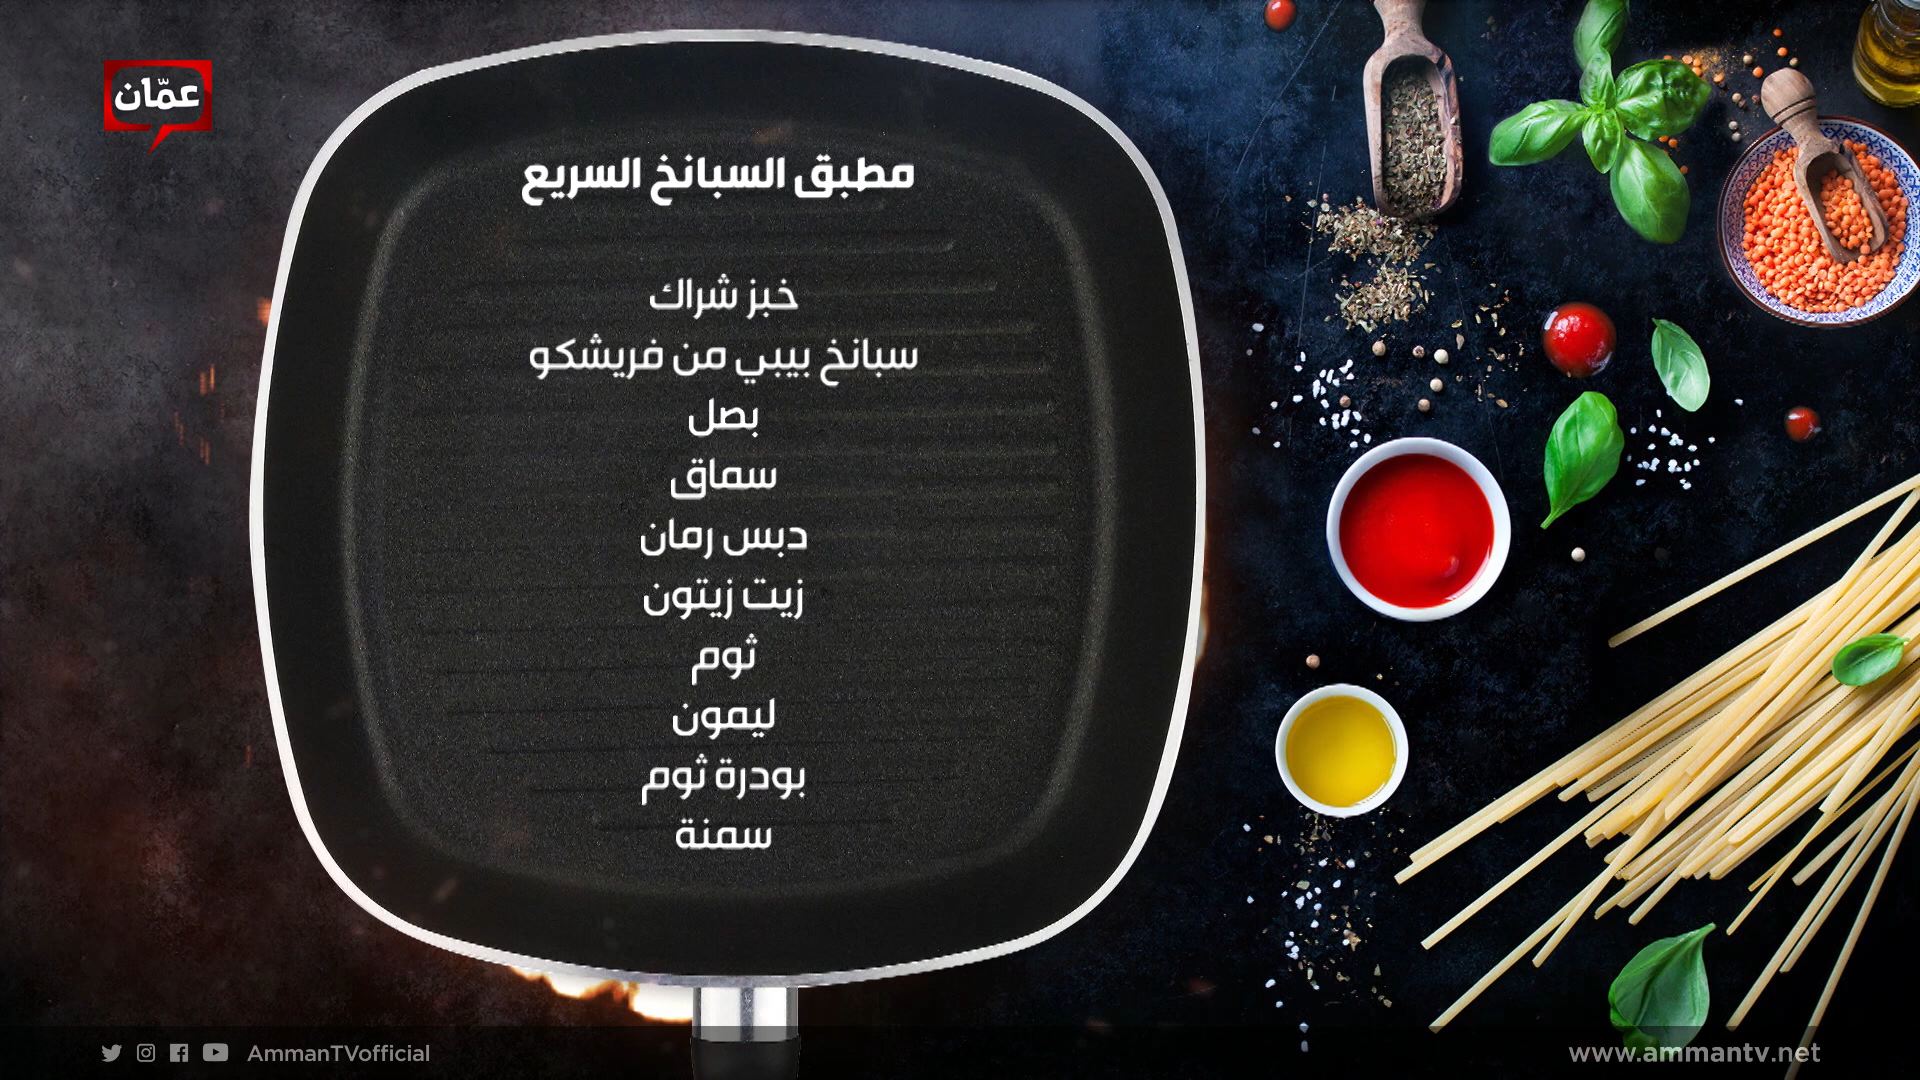 عمّان
مطبق السبانخ السريع
خبز شراك
سبانخ بيبي من فريشكو
بصل
سماق
دبس رمان
زيت زيتون
ثوم
ليمون
بودرة ثوم
سمنة
AmmanTVofficial
www.ammantv.net